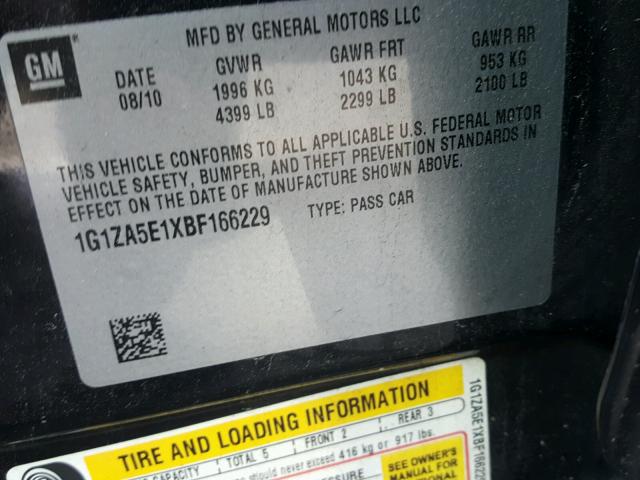 MFD BY GENERAL MOTORS LLC
GM
DATE GVWR GAWR FRT GAWR RR
08/10 1996 KG 1043 KG 953 KG
4399 LB 2299 LB 2100 LB
THIS VEHICLE CONFORMS TO ALL APPLICABLE U.S. FEDERAL MOTOR
VEHICLE SAFETY, BUMPER, AND THEFT PREVENTION STANDARDS IN
EFFECT ON THE DATE OF MANUFACTURE SHOWN ABOVE.
1G1ZA5E1XBF166229 TYPE: PASS CAR
TIRE AND LOADING INFORMATION
CAPACITY TOTAL 5 FRONT 2 REAR 3
should never exceed 416 kg or 917 lbs.
SEE OWNER'S
MANUAL FOR
1G1ZA5E1XBF166229